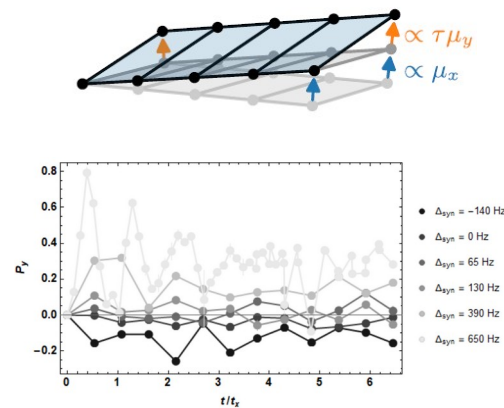 ∝ τμ_y
∝ μ_x
P_y
0.8
0.6
0.4
0.2
0.0
-0.2
0 1 2 3 4 5 6
t/t_x
Δ_syn = -140 Hz
Δ_syn = 0 Hz
Δ_syn = 65 Hz
Δ_syn = 130 Hz
Δ_syn = 390 Hz
Δ_syn = 650 Hz